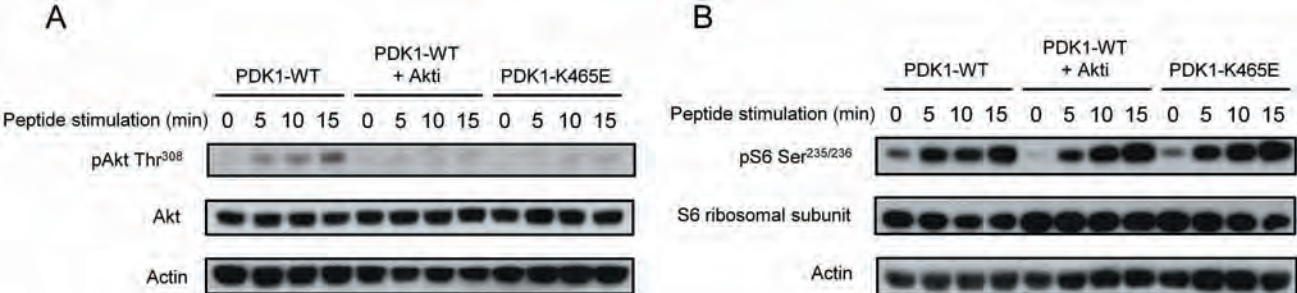 A
PDK1-WT
PDK1-WT
+ Akti
PDK1-K465E
Peptide stimulation (min) 0 5 10 15 0 5 10 15 0 5 10 15
pAkt Thr308
Akt
Actin
B
PDK1-WT
PDK1-WT
+ Akti
PDK1-K465E
Peptide stimulation (min) 0 5 10 15 0 5 10 15 0 5 10 15
pS6 Ser235/236
S6 ribosomal subunit
Actin